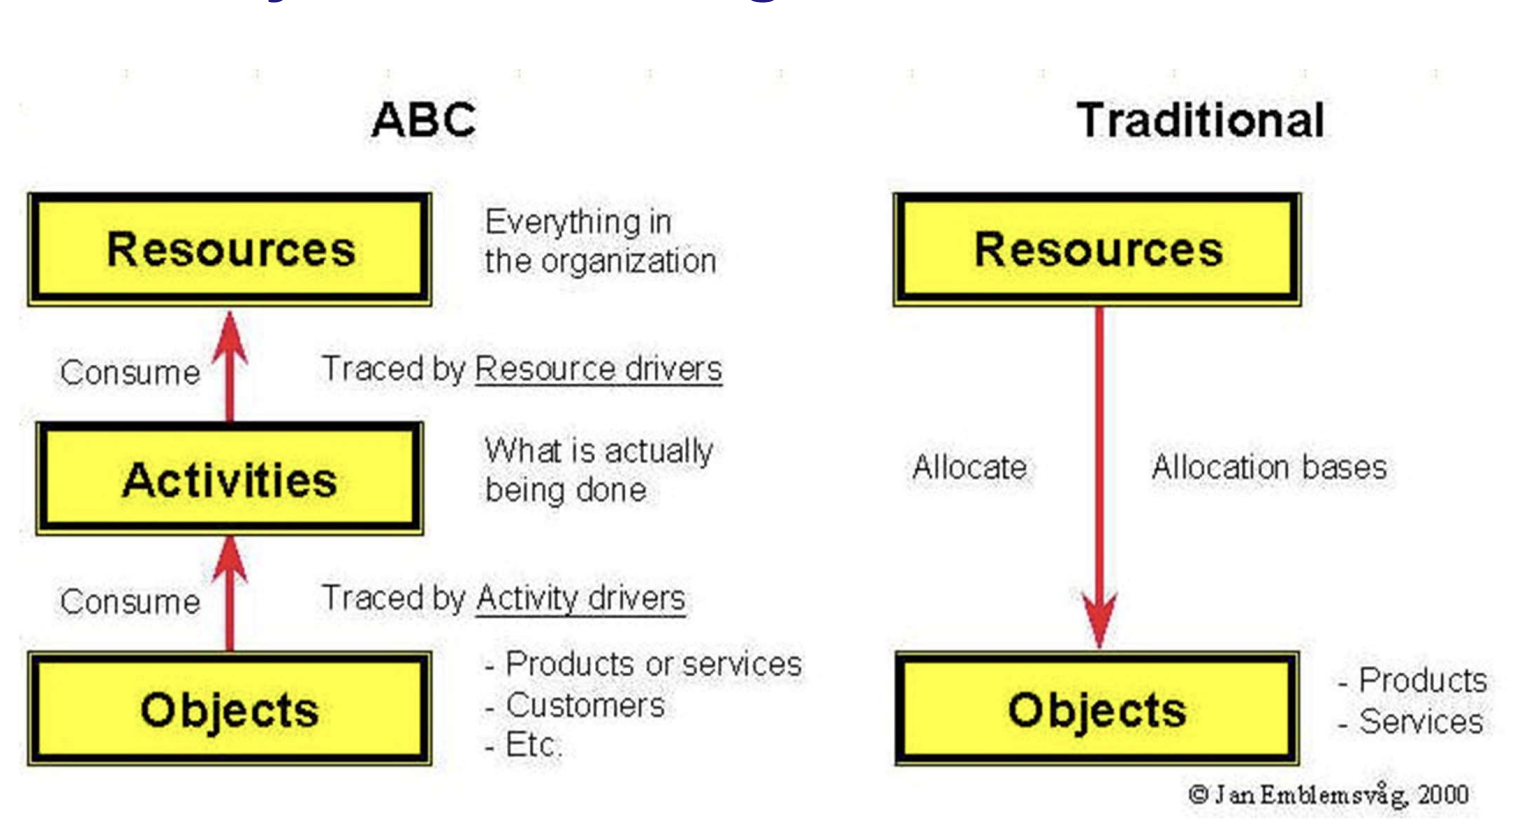 ABC
Traditional
Resources
Everything in
the organization
Consume
Traced by Resource drivers
Activities
What is actually
being done
Consume
Traced by Activity drivers
Objects
- Products or services
- Customers
- Etc.
Resources
Allocate
Allocation bases
Objects
- Products
- Services
© Jan Emblemsvåg, 2000